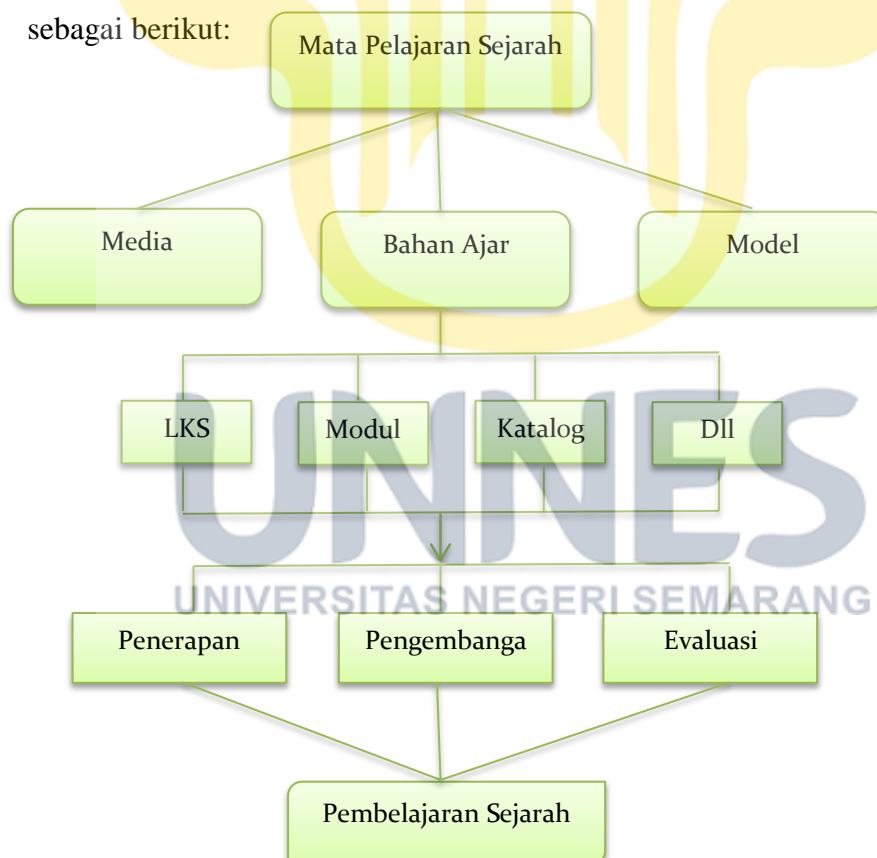 sebagai berikut:
Mata Pelajaran Sejarah
Media
Bahan Ajar
Model
LKS
Modul
Katalog
Dll
UNNES
UNIVERSITAS NEGERI SEMARANG
Penerapan
Pengembanga
Evaluasi
Pembelajaran Sejarah